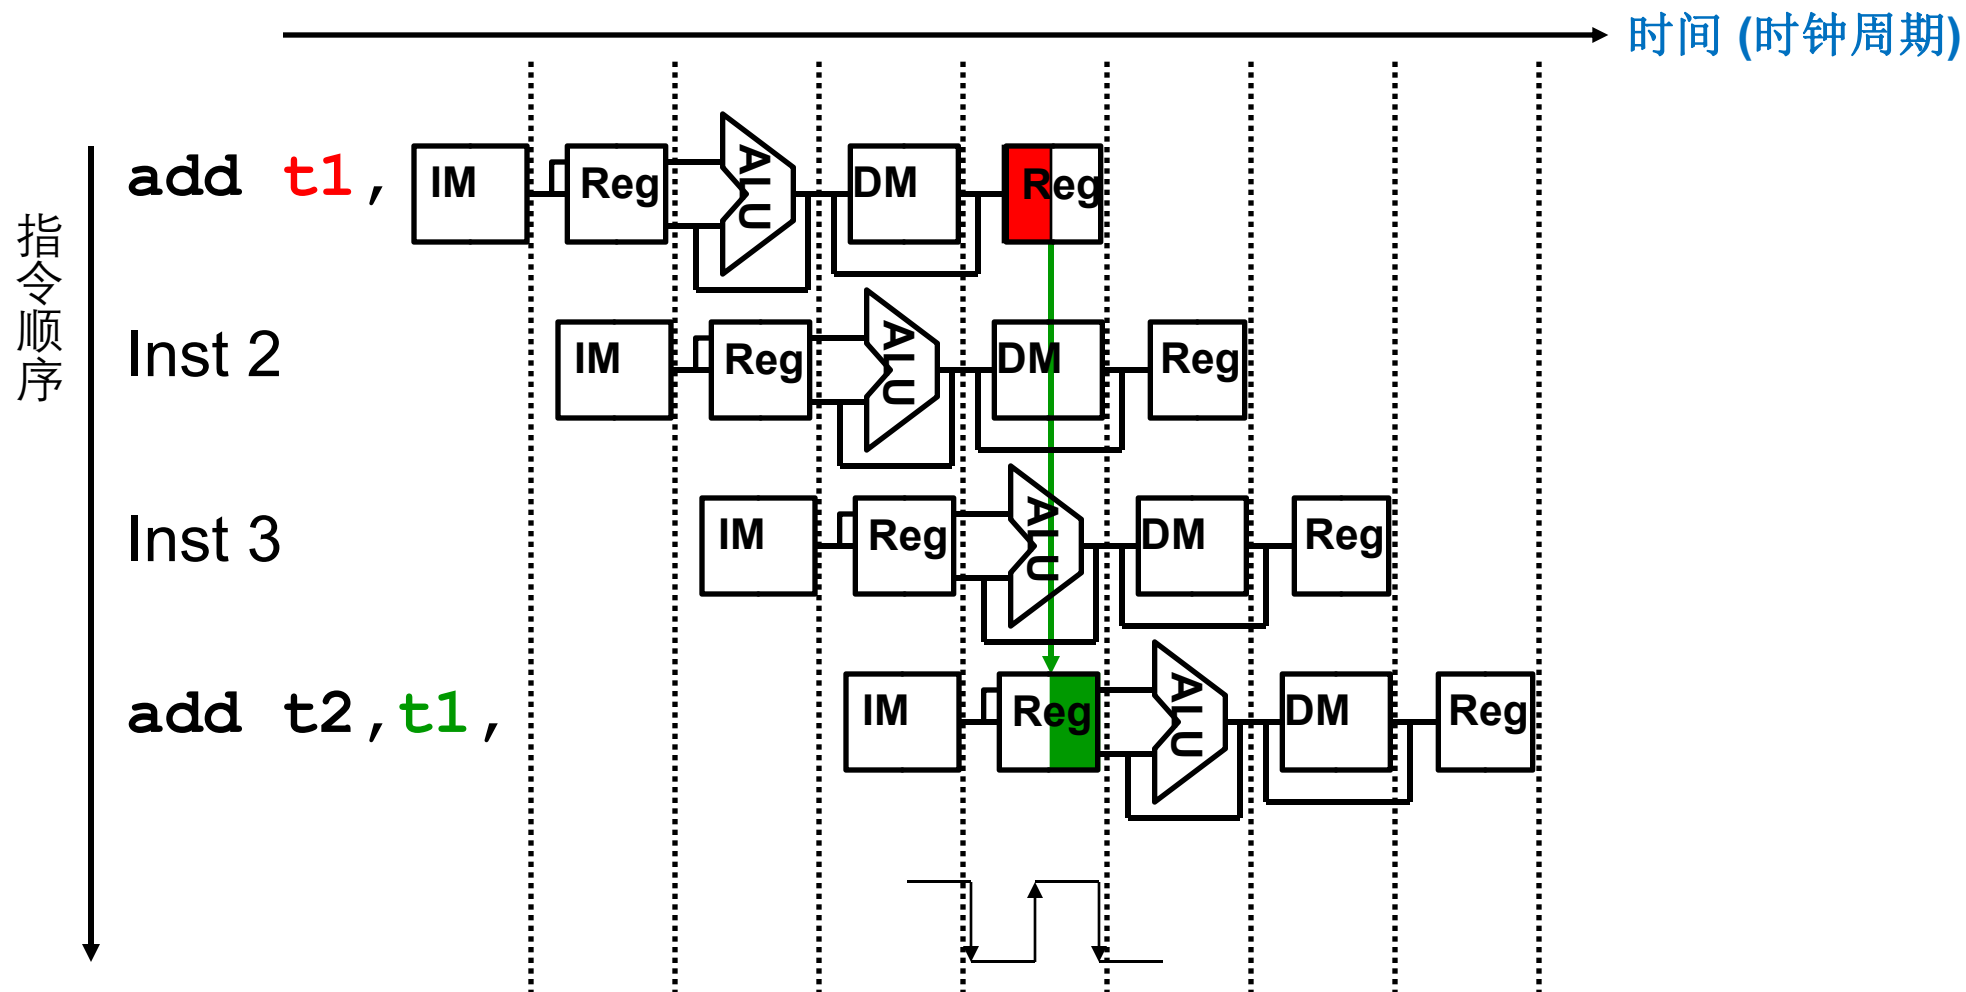 时间 (时钟周期)
指令顺序
add t1, IM Reg ALU DM Reg
Inst 2 IM Reg ALU DM Reg
Inst 3 IM Reg ALU DM Reg
add t2,t1, IM Reg ALU DM Reg